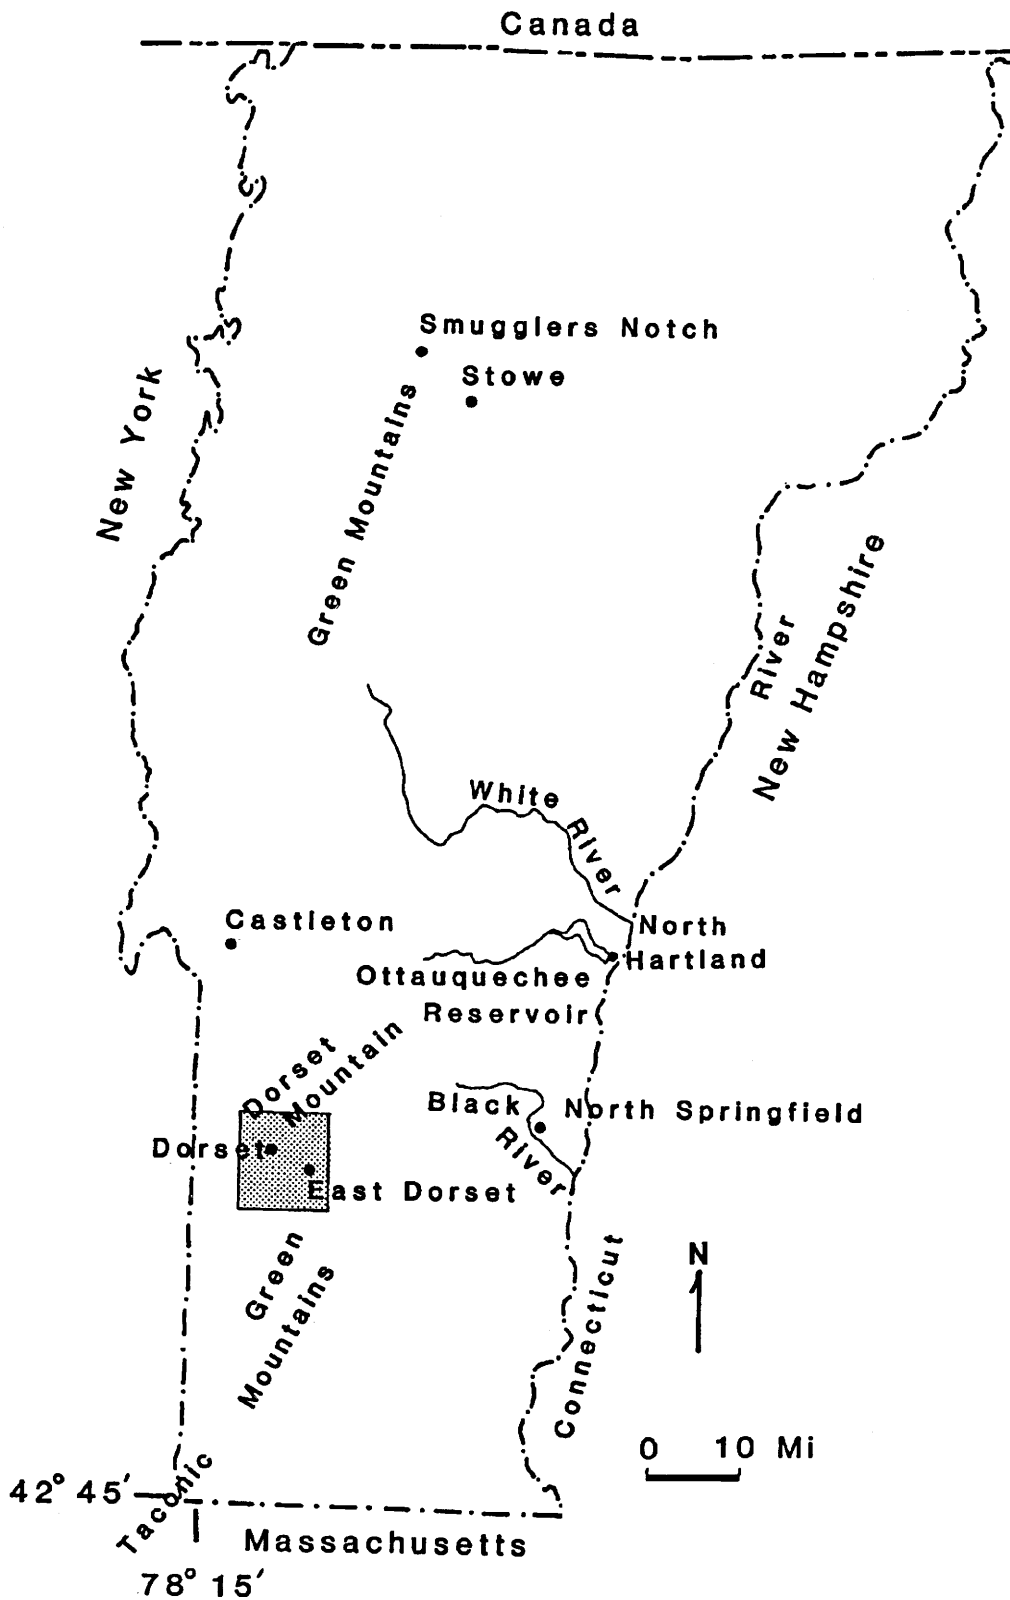 Canada
Smugglers Notch
Stowe
New York
Green Mountains
New Hampshire
River
White
River
Castleton
North
Hartland
Ottauquechee
Reservoir
Dorset
Mountain
Black
River
North Springfield
Dorset
East Dorset
Green
Mountains
Connecticut
N
0 10 Mi
42° 45′
Taconic
Massachusetts
78° 15′